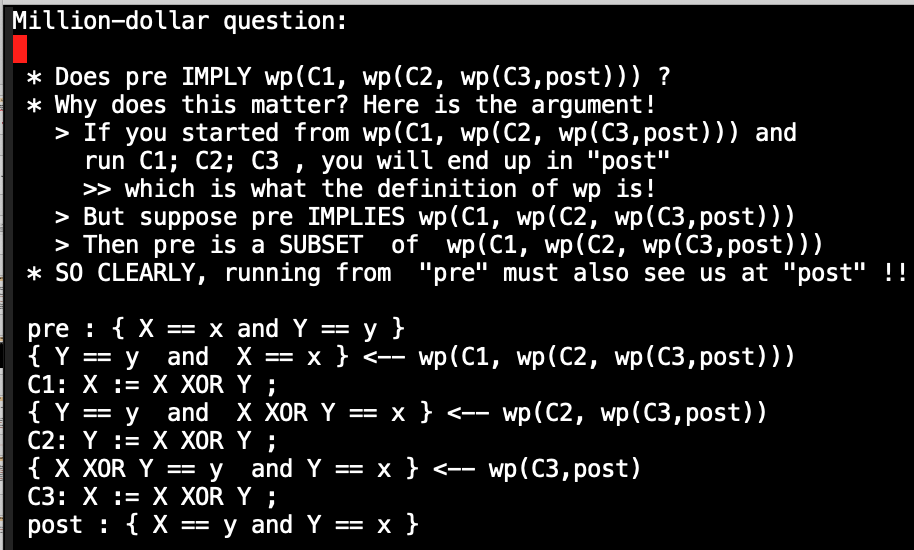 Million-dollar question:
* Does pre IMPLY wp(C1, wp(C2, wp(C3,post))) ?
* Why does this matter? Here is the argument!
> If you started from wp(C1, wp(C2, wp(C3,post))) and
run C1; C2; C3 , you will end up in "post"
>> which is what the definition of wp is!
> But suppose pre IMPLIES wp(C1, wp(C2, wp(C3,post)))
> Then pre is a SUBSET of wp(C1, wp(C2, wp(C3,post)))
* SO CLEARLY, running from "pre" must also see us at "post" !!
pre : { X == x and Y == y }
{ Y == y and X == x } <-- wp(C1, wp(C2, wp(C3,post)))
C1: X := X XOR Y ;
{ Y == y and X XOR Y == x } <-- wp(C2, wp(C3,post))
C2: Y := X XOR Y ;
{ X XOR Y == y and Y == x } <-- wp(C3,post)
C3: X := X XOR Y ;
post : { X == y and Y == x }